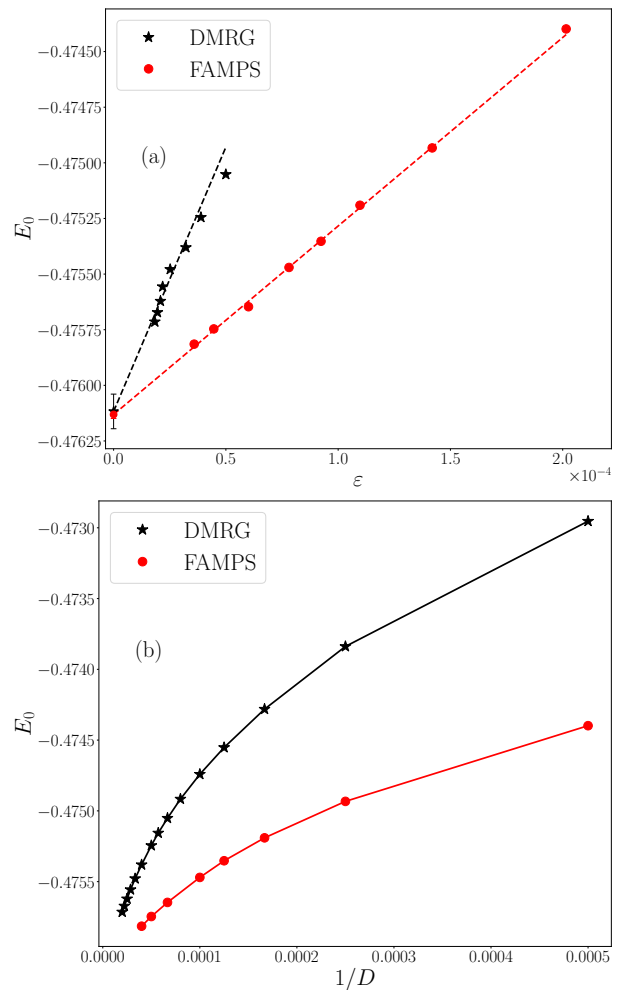 DMRG
FAMPS
(a)
−0.47450
−0.47475
−0.47500
−0.47525
−0.47550
−0.47575
−0.47600
−0.47625
E₀
0.0
0.5
1.0
1.5
2.0
×10⁻⁴
ε
DMRG
FAMPS
(b)
−0.4730
−0.4735
−0.4740
−0.4745
−0.4750
−0.4755
E₀
0.0000
0.0001
0.0002
0.0003
0.0004
0.0005
1/D